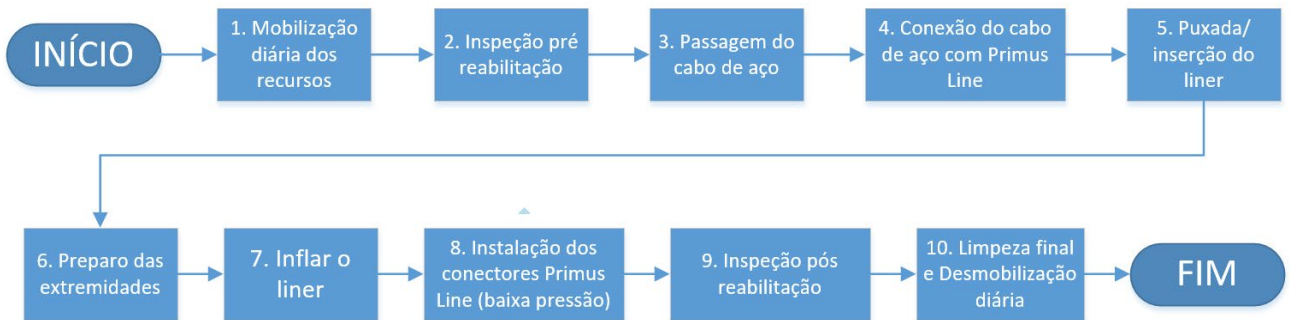 INÍCIO
1. Mobilização
diária dos
recursos
2. Inspeção pré
reabilitação
3. Passagem do
cabo de aço
4. Conexão do cabo
de aço com Primus
Line
5. Puxada/
inserção do
liner
6. Preparo das
extremidades
7. Inflar o
liner
8. Instalação dos
conectores Primus
Line (baixa pressão)
9. Inspeção pós
reabilitação
10. Limpeza final
e Desmobilização
diária
FIM